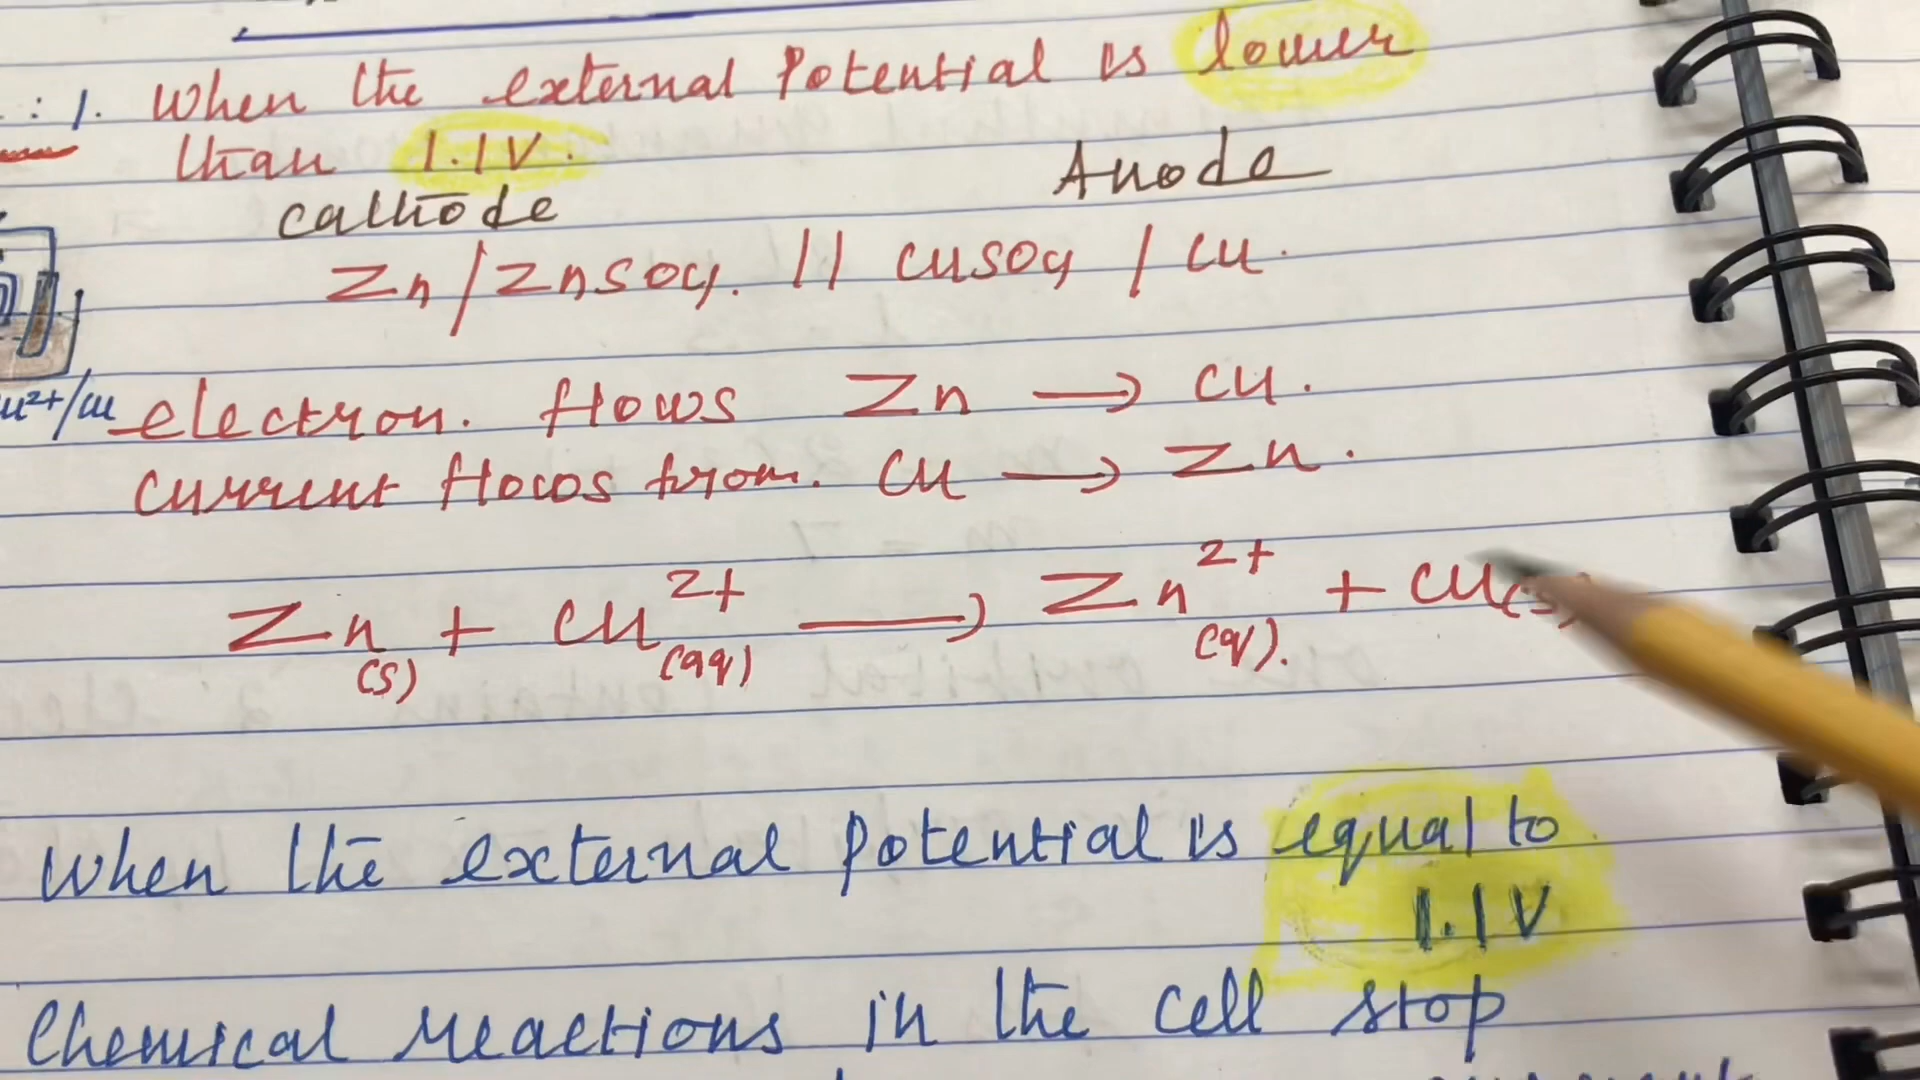 : 1. When the external Potential is lower
than 1.1V.
Cathode Anode
Zn/ZnSO4. || CuSO4 / Cu.
u²⁺/Cu
electron. flows Zn → Cu.
Current flows from. Cu → Zn.
Zn(s) + Cu²⁺(aq) → Zn²⁺(q). + Cu(s)
When the external Potential is equal to
1.1V
Chemical reactions in the cell stop